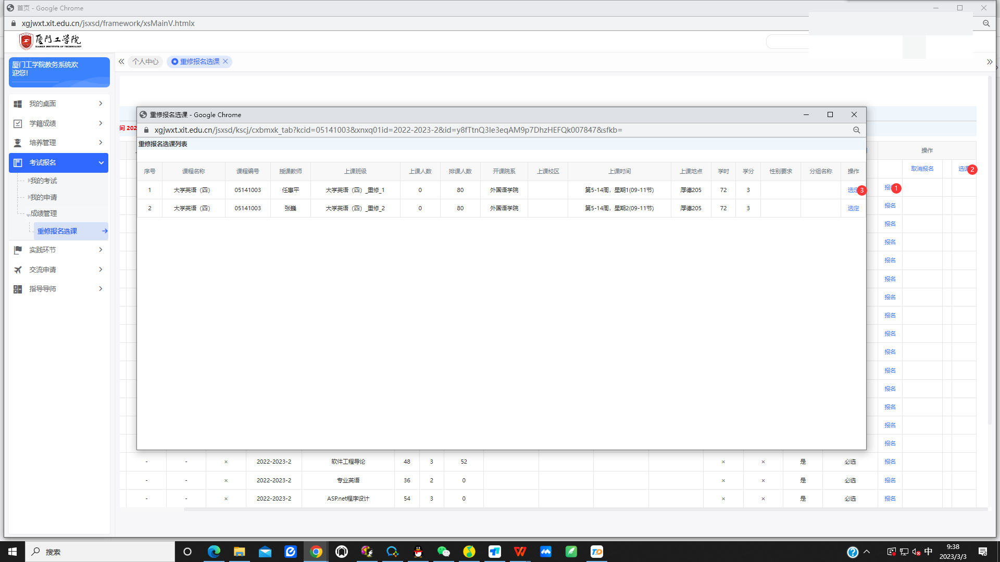 首页 - Google Chrome
xgjwxt.xit.edu.cn/jsxsd/framework/xsMainV.htmlx
厦门工学院
XIAMEN INSTITUTE OF TECHNOLOGY
厦门工学院教务系统欢
迎您!
个人中心 重修报名选课
我的桌面
学籍成绩
培养管理
考试报名
我的考试
我的申请
成绩管理
重修报名选课
实践环节
交流申请
指导导师
间 202
操作
取消报名 选课 2
报名 1
报名
报名
报名
报名
报名
报名
报名
报名
报名
报名
报名
报名
报名
报名
重修报名选课 - Google Chrome
xgjwxt.xit.edu.cn/jsxsd/kscj/cxbmxk_tab?kcid=05141003&xnxq01id=2022-2023-2&id=y8fTtnQ3Ie3eqAM9p7DhzHEFQk007847&sfkb=
重修报名选课列表
序号 课程名称 课程编号 授课教师 上课班级 上课人数 排课人数 开课院系 上课校区 上课时间 上课地点 学时 学分 性别要求 分组名称 操作
1 大学英语（四） 05141003 任惠平 大学英语（四）_重修_1 0 80 外国语学院 第5-14周，星期1(09-11节) 厚德205 72 3 选定 3
2 大学英语（四） 05141003 张巍 大学英语（四）_重修_2 0 80 外国语学院 第5-14周，星期2(09-11节) 厚德205 72 3 选定
- - × 2022-2023-2 软件工程导论 48 3 52 × × 是 必选 报名
- - × 2022-2023-2 专业英语 36 2 0 × × 是 必选 报名
- - × 2022-2023-2 ASP.net程序设计 54 3 0 × × 是 必选 报名
搜索
中
9:38
2023/3/3